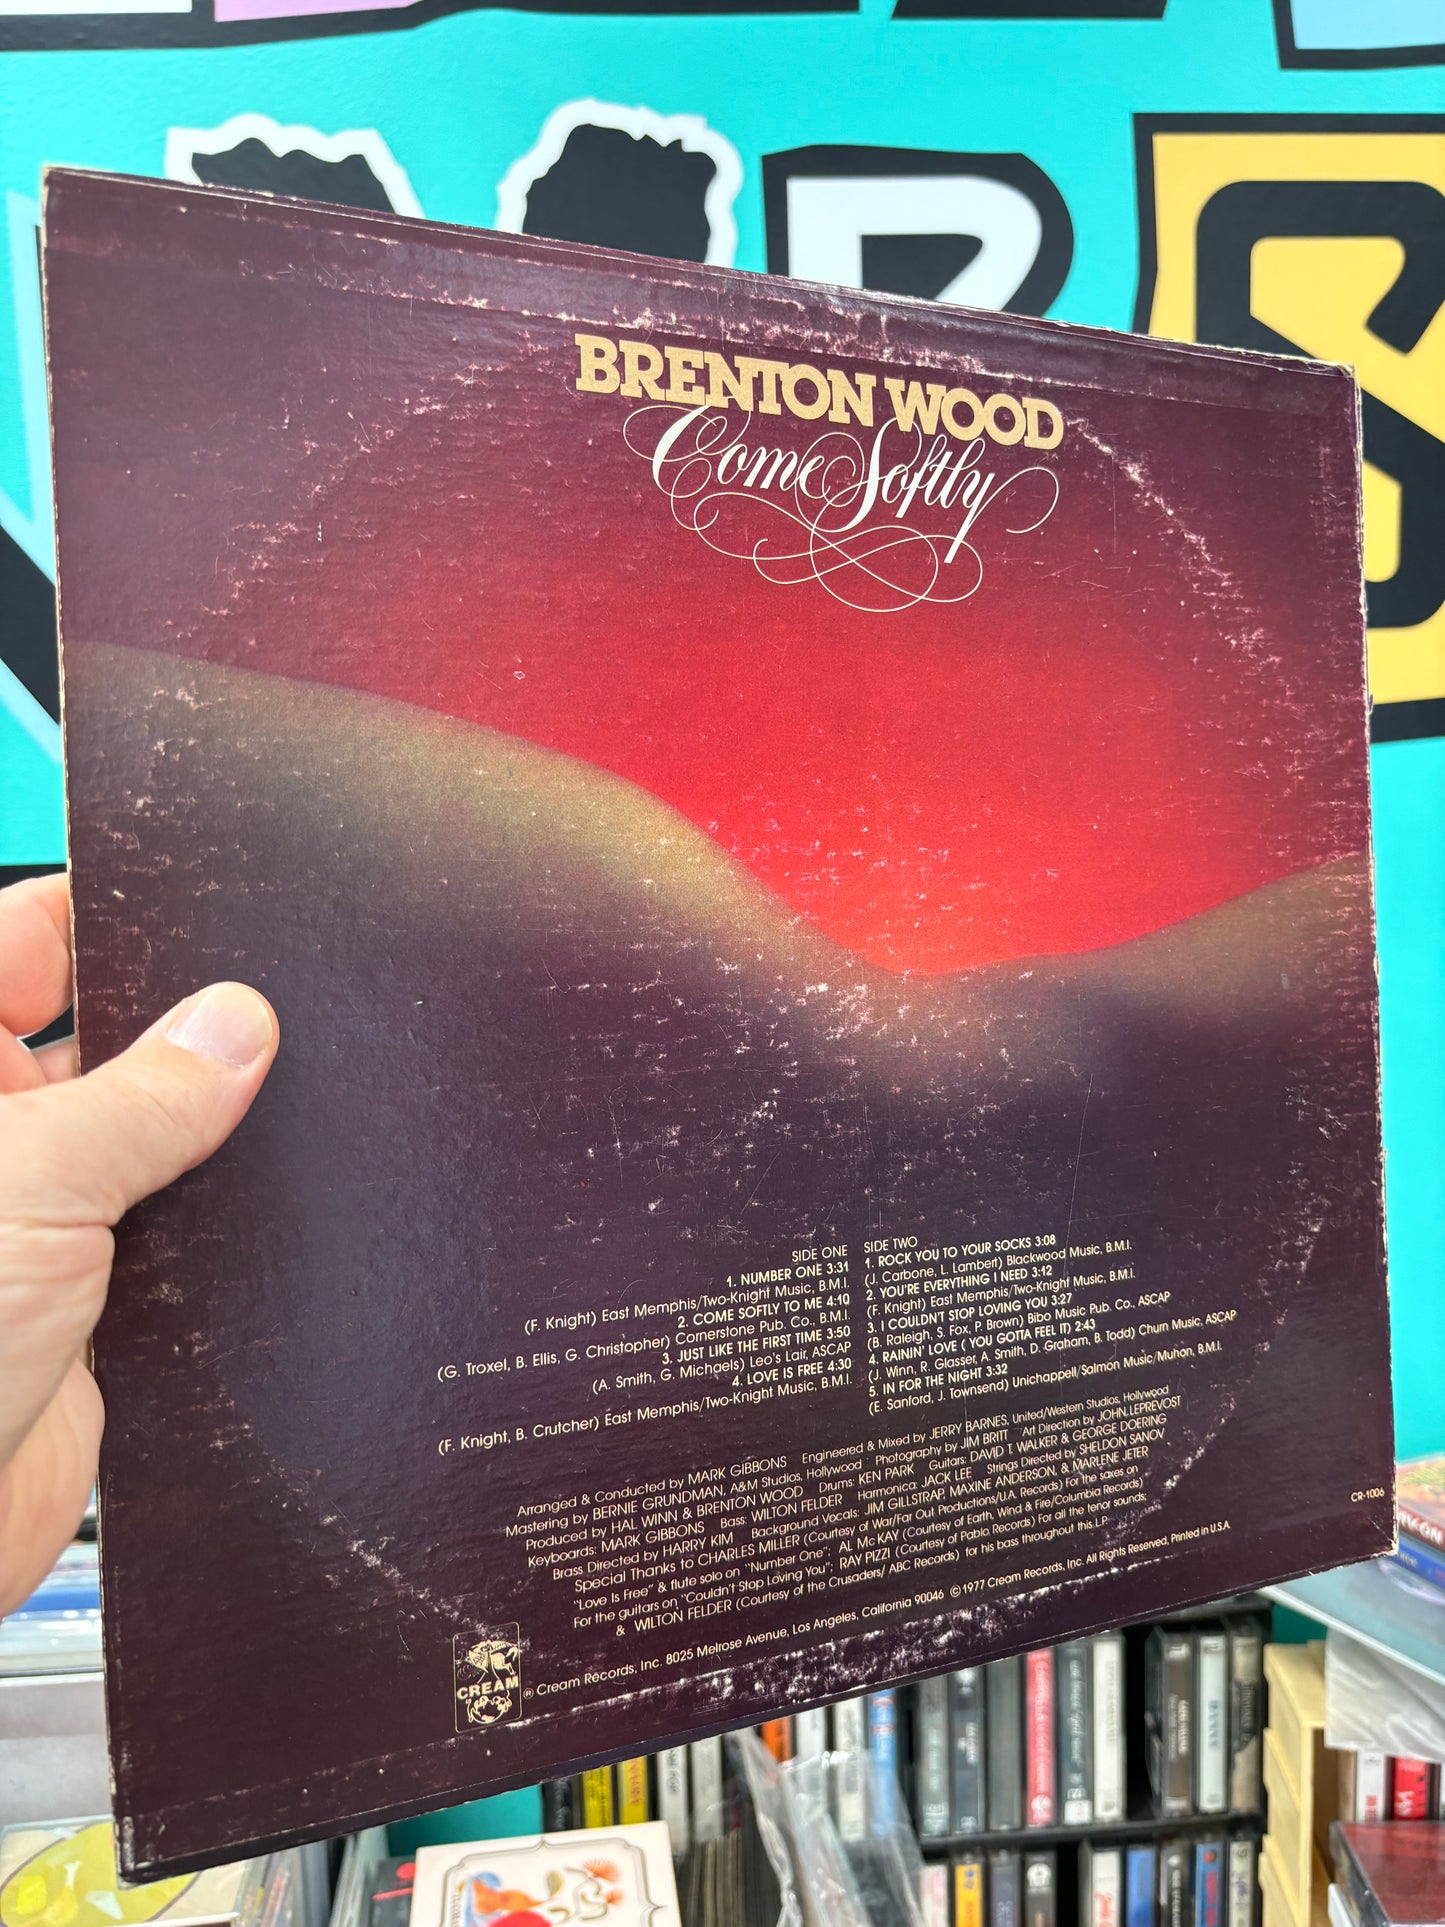 BRENTON WOOD
Come Softly
SIDE ONE
1. NUMBER ONE 3:31
(F. Knight) East Memphis/Two-Knight Music, B.M.I.
2. COME SOFTLY TO ME 4:10
(G. Troxel, B. Ellis, G. Christopher) Cornerstone Pub. Co., B.M.I.
3. JUST LIKE THE FIRST TIME 3:50
(A. Smith, G. Michaels) Leo's Lair, ASCAP
4. LOVE IS FREE 4:30
(F. Knight, B. Crutcher) East Memphis/Two-Knight Music, B.M.I.
SIDE TWO
1. ROCK YOU TO YOUR SOCKS 3:08
(J. Carbone, L. Lambert) Blackwood Music, B.M.I.
2. YOU'RE EVERYTHING I NEED 3:12
(F. Knight) East Memphis/Two-Knight Music, B.M.I.
3. I COULDN'T STOP LOVING YOU 3:27
(B. Raleigh, S. Fox, P. Brown) Bibo Music Pub. Co., ASCAP
4. RAININ' LOVE ( YOU GOTTA FEEL IT) 2:43
(J. Winn, R. Glasser, A. Smith, D. Graham, B. Todd) Churn Music, ASCAP
5. IN FOR THE NIGHT 3:32
(E. Sanford, J. Townsend) Unichappell/Salmon Music/Muhon, B.M.I.
Arranged & Conducted by MARK GIBBONS Engineered & Mixed by JERRY BARNES, United/Western Studios, Hollywood
Mastering by BERNIE GRUNDMAN, A&M Studios, Hollywood Photography by JIM BRITT Art Direction by JOHN LEPREVOST
Produced by HAL WINN & BRENTON WOOD Drums: KEN PARK Guitars: DAVID T. WALKER & GEORGE DOERING
Keyboards: MARK GIBBONS Bass: WILTON FELDER Harmonica: JACK LEE Strings Directed by SHELDON SANOV
Brass Directed by HARRY KIM Background Vocals: JIM GILLSTRAP, MAXINE ANDERSON, & MARLENE JETER
Special Thanks to CHARLES MILLER (Courtesy of War/Far Out Productions/U.A. Records) For the saxes on
"Love Is Free" & flute solo on "Number One"; AL Mc KAY (Courtesy of Earth, Wind & Fire/Columbia Records)
For the guitars on "Couldn't Stop Loving You"; RAY PIZZI (Courtesy of Pablo Records) For all the tenor sounds;
& WILTON FELDER (Courtesy of the Crusaders/ ABC Records) for his bass throughout this L.P.
CR-1006
CREAM
® Cream Records, Inc. 8025 Melrose Avenue, Los Angeles, California 90046 © 1977 Cream Records, Inc. All Rights Reserved, Printed in U.S.A.